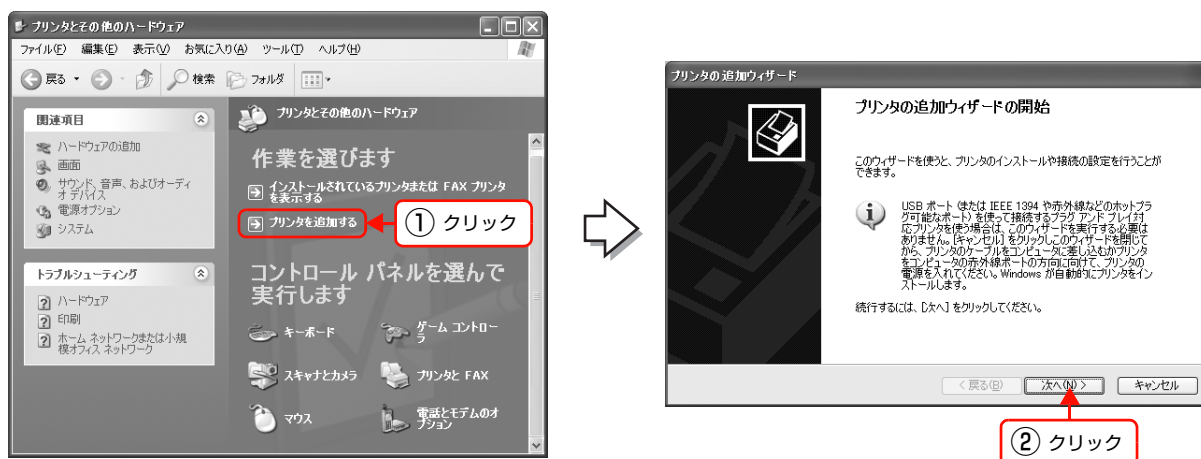 プリンタとその他のハードウェア
ファイル(F) 編集(E) 表示(V) お気に入り(A) ツール(T) ヘルプ(H)
戻る 検索 フォルダ
関連項目
ハードウェアの追加
画面
サウンド、音声、およびオーディ
オ デバイス
電源オプション
システム
トラブルシューティング
ハードウェア
印刷
ホーム ネットワークまたは小規
模オフィス ネットワーク
プリンタとその他のハードウェア
作業を選びます
インストールされているプリンタまたは FAX プリンタ
を表示する
プリンタを追加する
① クリック
コントロール パネルを選んで
実行します
キーボード
ゲーム コントロー
ラ
スキャナとカメラ
プリンタと FAX
マウス
電話とモデムのオ
プション
プリンタの追加ウィザード
プリンタの追加ウィザードの開始
このウィザードを使うと、プリンタのインストールや接続の設定を行うことが
できます。
USB ポート (または IEEE 1394 や赤外線などのホットプラ
グ可能なポート) を使って接続するプラグ アンド プレイ対
応プリンタを使う場合は、このウィザードを実行する必要は
ありません。[キャンセル] をクリックしこのウィザードを閉じて
から、プリンタのケーブルをコンピュータに差し込むかプリンタ
をコンピュータの赤外線ポートの方向に向けて、プリンタの
電源を入れてください。Windows が自動的にプリンタをイン
ストールします。
続行するには、[次へ] をクリックしてください。
< 戻る(B) 次へ(N) > キャンセル
② クリック